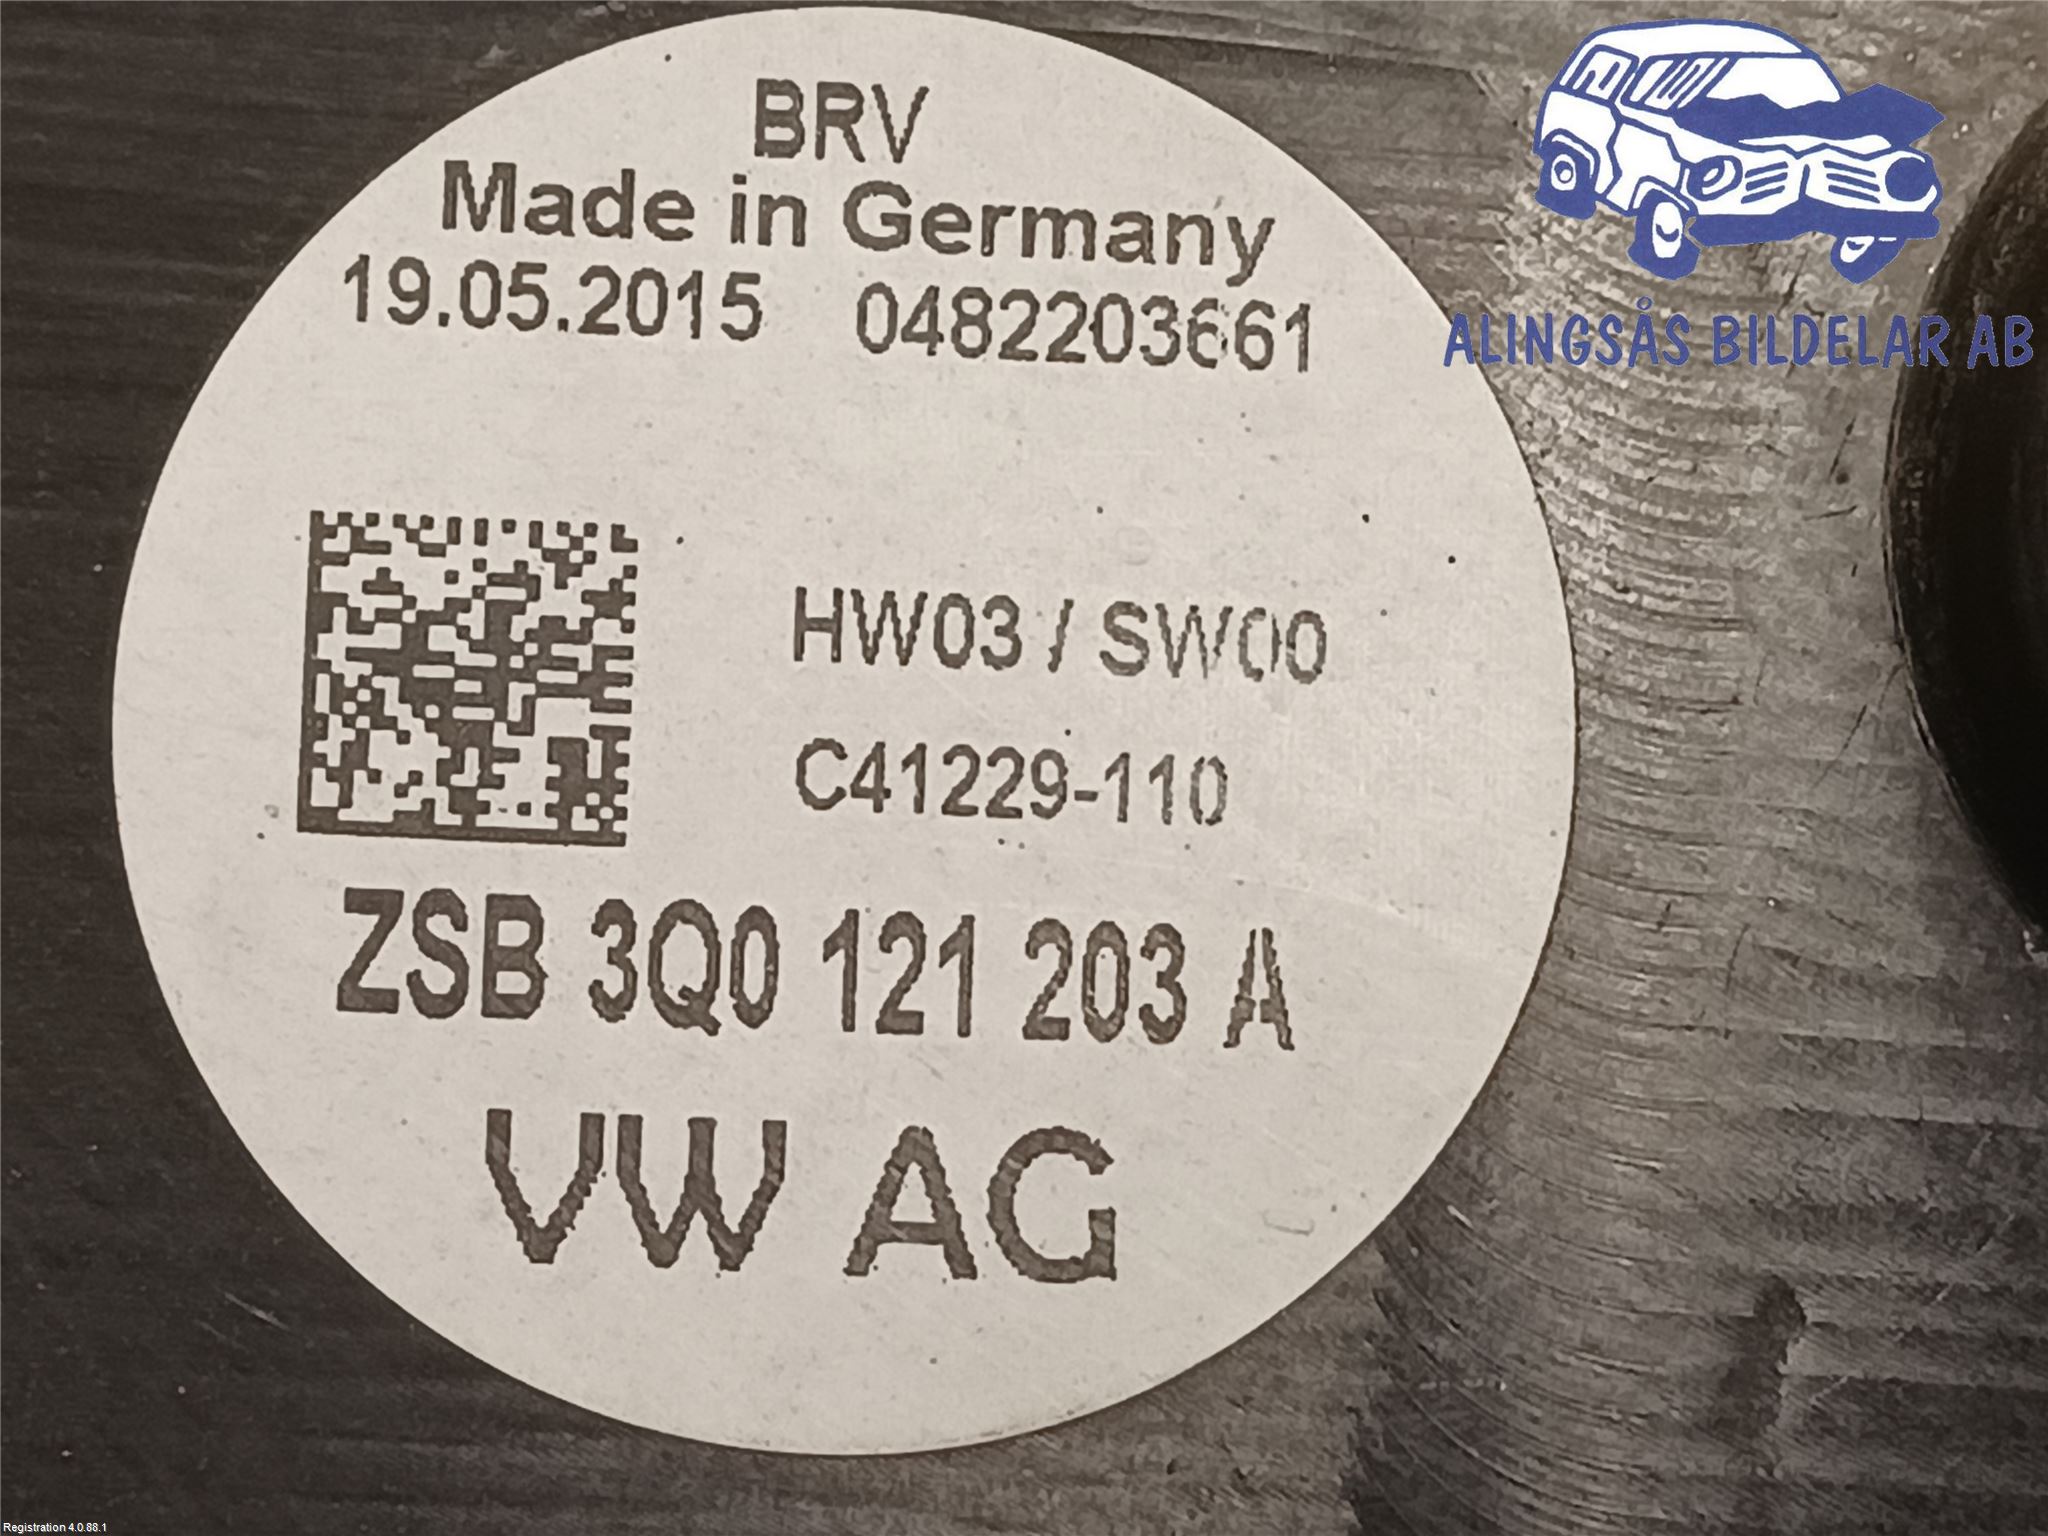 BRV
Made in Germany
19.05.2015 0482203661
ALINGSÅS BILDELAR AB
HW03 / SW00
C41229-110
ZSB 3Q0 121 203 A
VW AG
Registration 4.0.88.1